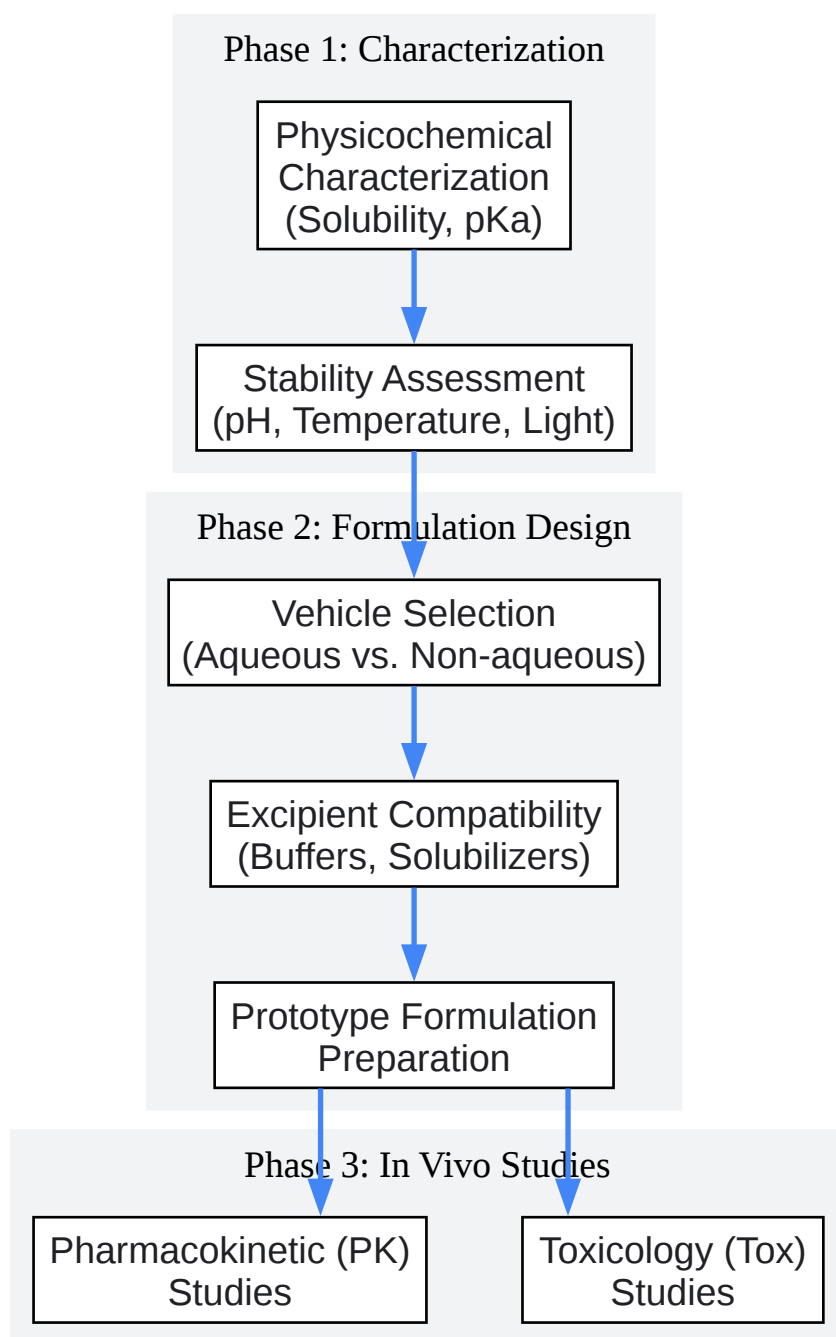 Phase 1: Characterization
Physicochemical
Characterization
(Solubility, pKa)
Stability Assessment
(pH, Temperature, Light)
Phase 2: Formulation Design
Vehicle Selection
(Aqueous vs. Non-aqueous)
Excipient Compatibility
(Buffers, Solubilizers)
Prototype Formulation
Preparation
Phase 3: In Vivo Studies
Pharmacokinetic (PK)
Studies
Toxicology (Tox)
Studies